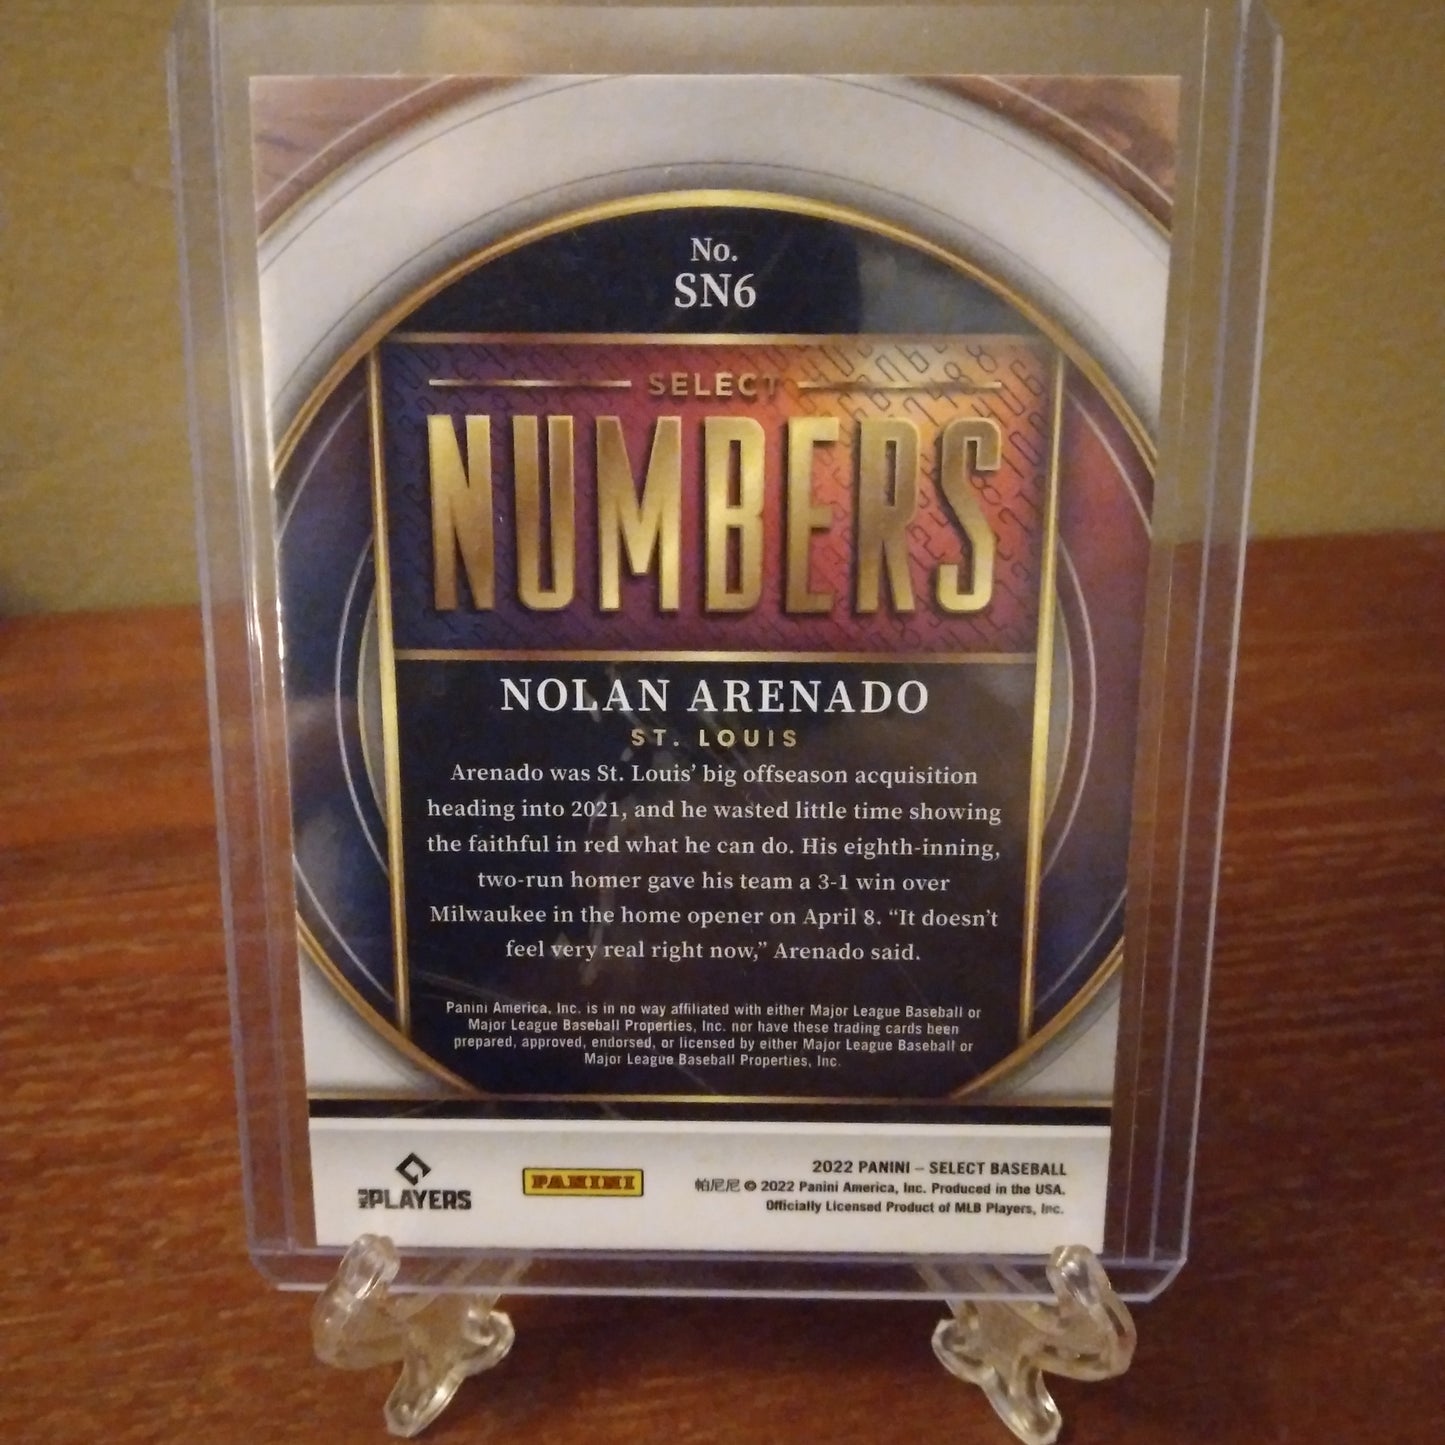 No.
SN6
SELECT
NUMBERS
NOLAN ARENADO
ST. LOUIS
Arenado was St. Louis’ big offseason acquisition
heading into 2021, and he wasted little time showing
the faithful in red what he can do. His eighth-inning,
two-run homer gave his team a 3-1 win over
Milwaukee in the home opener on April 8. “It doesn’t
feel very real right now,” Arenado said.
Panini America, Inc. is in no way affiliated with either Major League Baseball or
Major League Baseball Properties, Inc. nor have these trading cards been
prepared, approved, endorsed, or licensed by either Major League Baseball or
Major League Baseball Properties, Inc.
MLB PLAYERS
PANINI
2022 PANINI – SELECT BASEBALL
帕尼尼 © 2022 Panini America, Inc. Produced in the USA.
Officially Licensed Product of MLB Players, Inc.